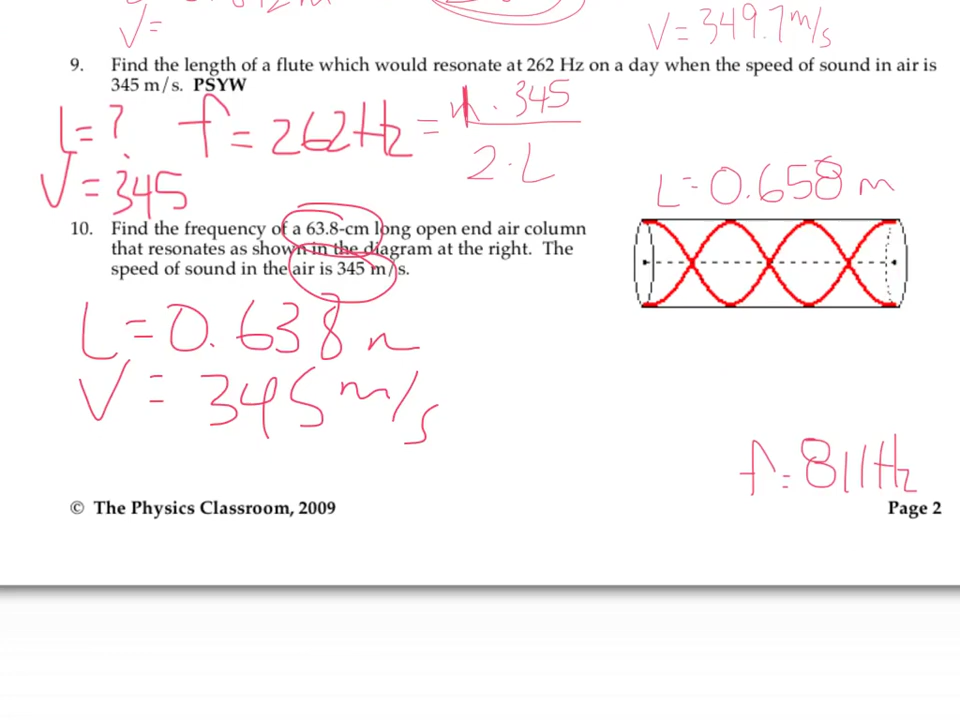 V=
V=349.7m/s
9. Find the length of a flute which would resonate at 262 Hz on a day when the speed of sound in air is
345 m/s. PSYW
L=? f=262Hz = n·345
2·L
V=345
L=0.658 m
10. Find the frequency of a 63.8-cm long open end air column
that resonates as shown in the diagram at the right. The
speed of sound in the air is 345 m/s.
L=0.638 m
V=345 m/s
f=811Hz
© The Physics Classroom, 2009
Page 2